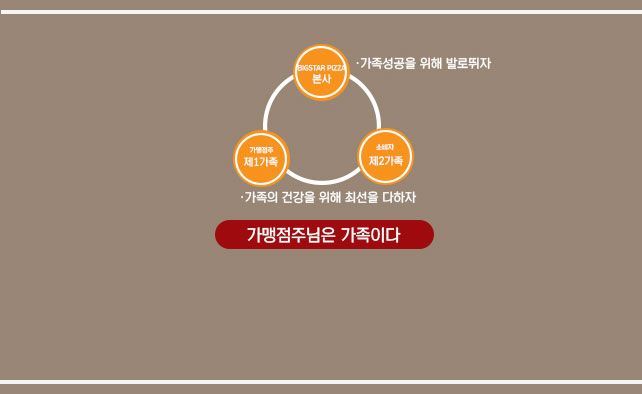 BIGSTAR PIZZA
본사
·가족성공을 위해 발로뛰자
가맹점주
제1가족
소비자
제2가족
·가족의 건강을 위해 최선을 다하자
가맹점주님은 가족이다